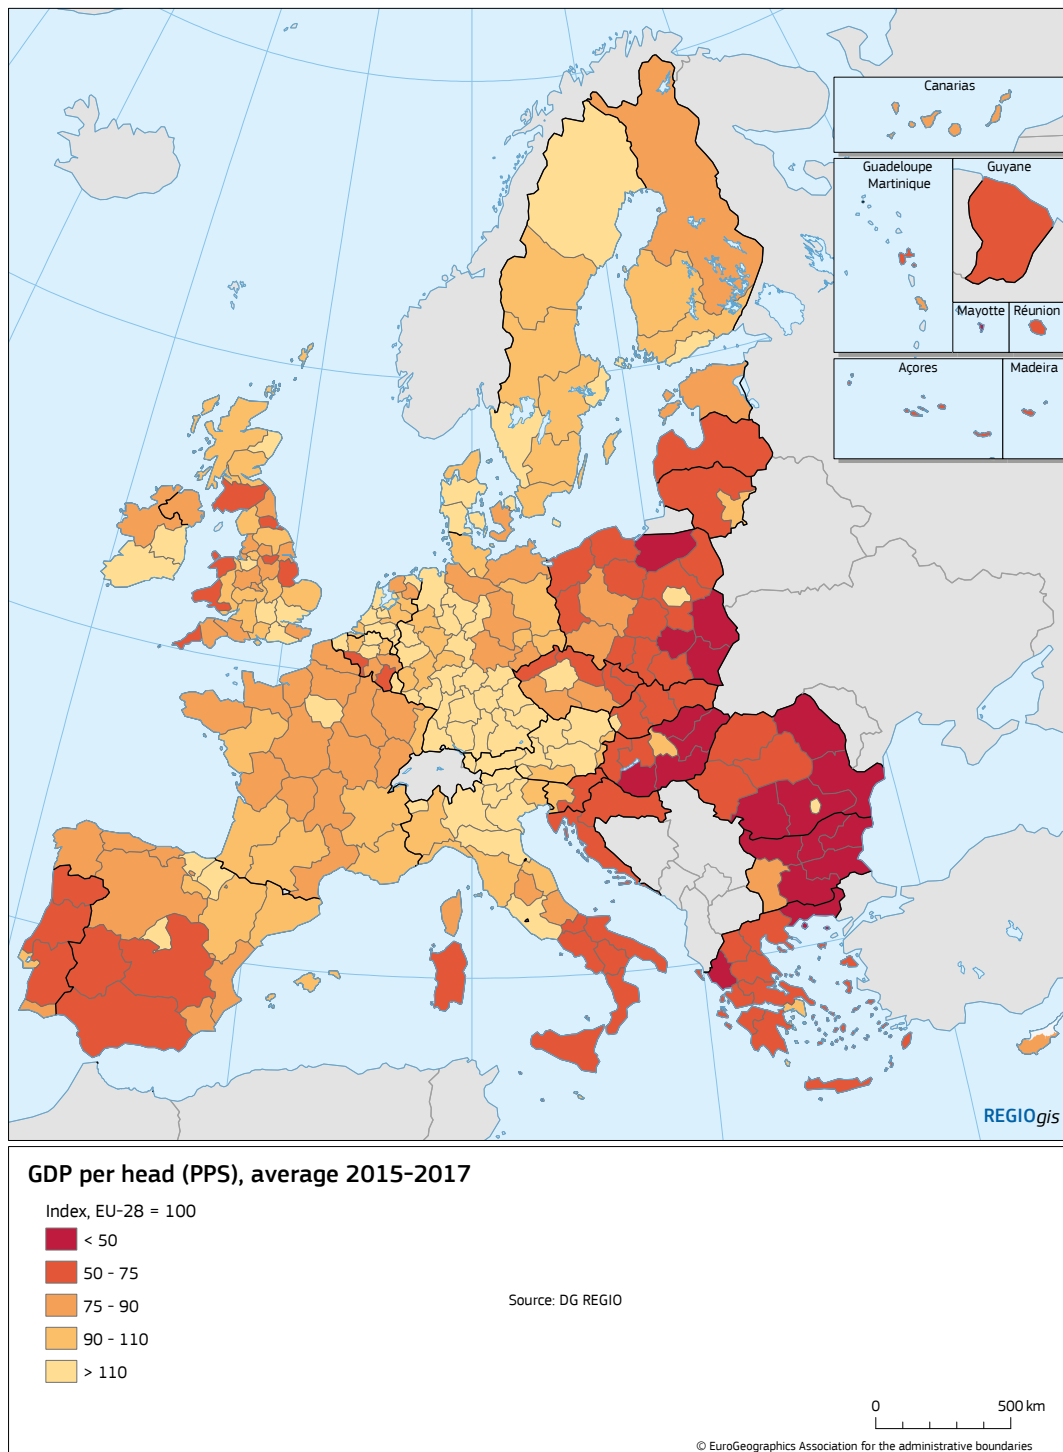 Canarias
Guadeloupe
Martinique
Guyane
Mayotte
Réunion
Açores
Madeira
REGIOgis
GDP per head (PPS), average 2015-2017
Index, EU-28 = 100
< 50
50 - 75
75 - 90
90 - 110
> 110
Source: DG REGIO
0 500 km
© EuroGeographics Association for the administrative boundaries